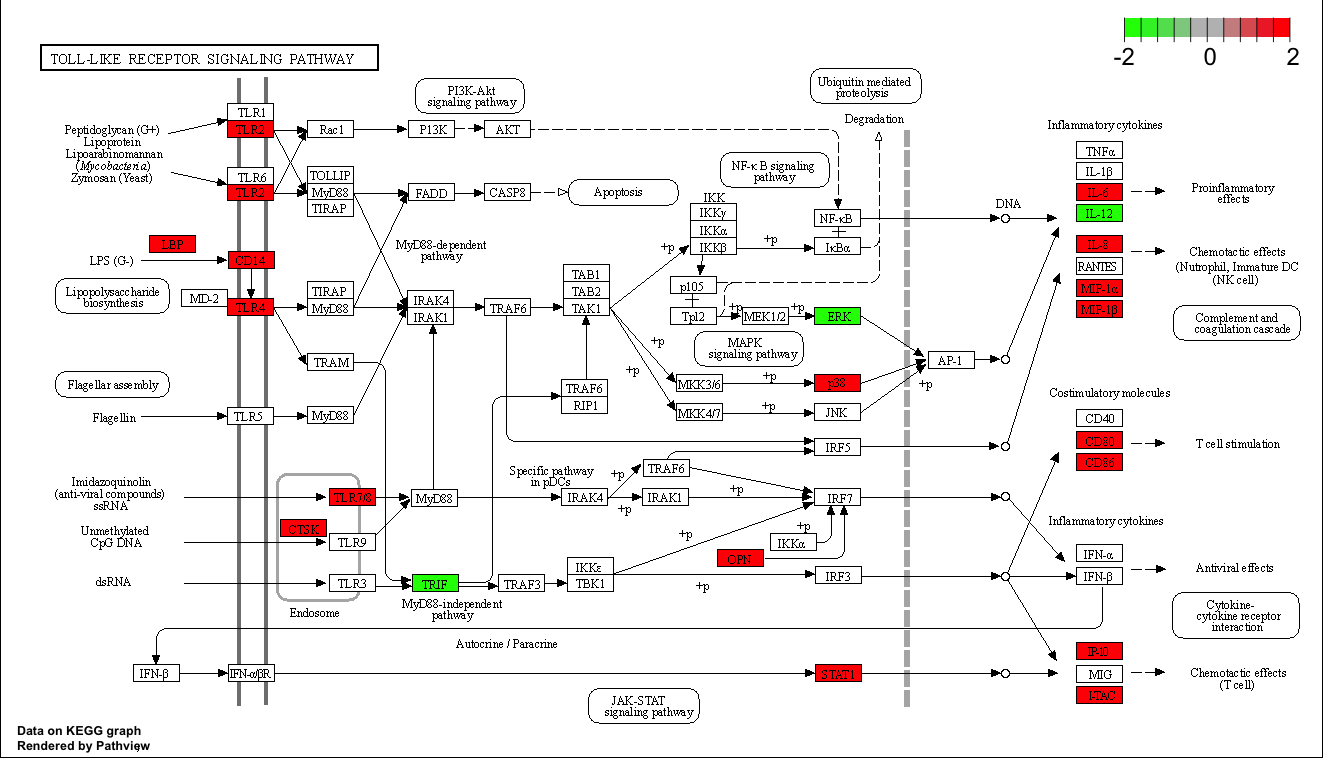 -2 0 2
TOLL-LIKE RECEPTOR SIGNALING PATHWAY
PI3K-Akt
signaling pathway
Ubiquitin mediated
proteolysis
Degradation
TLR1
TLR2
Rac1
P13K
AKT
Peptidoglycan (G+)
Lipoprotein
Lipoarabinomannan
(Mycobacteria)
Zymosan (Yeast)
TLR6
TLR2
TOLLIP
MyD88
TIRAP
FADD
CASP8
Apoptosis
NF-κB signaling
pathway
IKK
IKKγ
IKKα
IKKβ
NF-κB
IκBα
+p
+p
DNA
Inflammatory cytokines
TNFα
IL-1β
IL-6
IL-12
Proinflammatory
effects
IL-8
RANTES
MIP-1α
MIP-1β
Chemotactic effects
(Nutrophil, Immature DC
(NK cell)
Complement and
coagulation cascade
LBP
LPS (G-)
CD14
MyD88-dependent
pathway
Lipopolysaccharide
biosynthesis
MD-2
TLR4
TIRAP
MyD88
IRAK4
IRAK1
TRAF6
TAB1
TAB2
TAK1
p105
Tpl2
+p
MEK1/2
+p
ERK
MAPK
signaling pathway
+p
+p
TRAM
AP-1
+p
MKK3/6
+p
p38
MKK4/7
+p
JNK
Flagellar assembly
Flagellin
TLR5
MyD88
TRAF6
RIP1
IRF5
Costimulatory molecules
CD40
CD80
CD86
T cell stimulation
Imidazoquinolin
(anti-viral compounds)
ssRNA
TLR7/8
MyD88
Specific pathway
in pDCs
IRAK4
+p
+p
TRAF6
IRAK1
+p
IRF7
Unmethylated
CpG DNA
CTSK
TLR9
+p
+p
IKKα
OPN
Inflammatory cytokines
IFN-α
IFN-β
Antiviral effects
dsRNA
TLR3
TRIF
TRAF3
IKKε
TBK1
+p
IRF3
Endosome
MyD88-independent
pathway
Cytokine-
cytokine receptor
interaction
Autocrine / Paracrine
IFN-β
IFN-α/βR
STAT1
IP-10
MIG
I-TAC
Chemotactic effects
(T cell)
JAK-STAT
signaling pathway
Data on KEGG graph
Rendered by Pathview